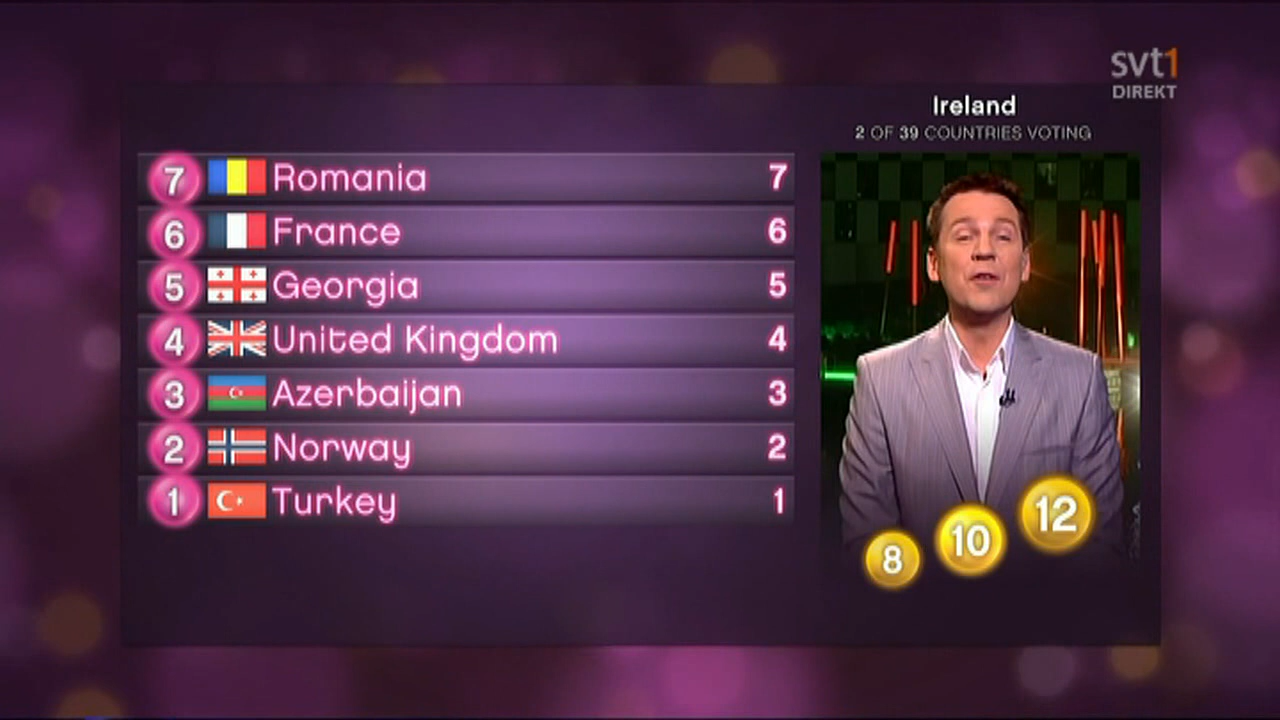 svt1
DIREKT
Ireland
2 OF 39 COUNTRIES VOTING
7 Romania 7
6 France 6
5 Georgia 5
4 United Kingdom 4
3 Azerbaijan 3
2 Norway 2
1 Turkey 1
8 10 12